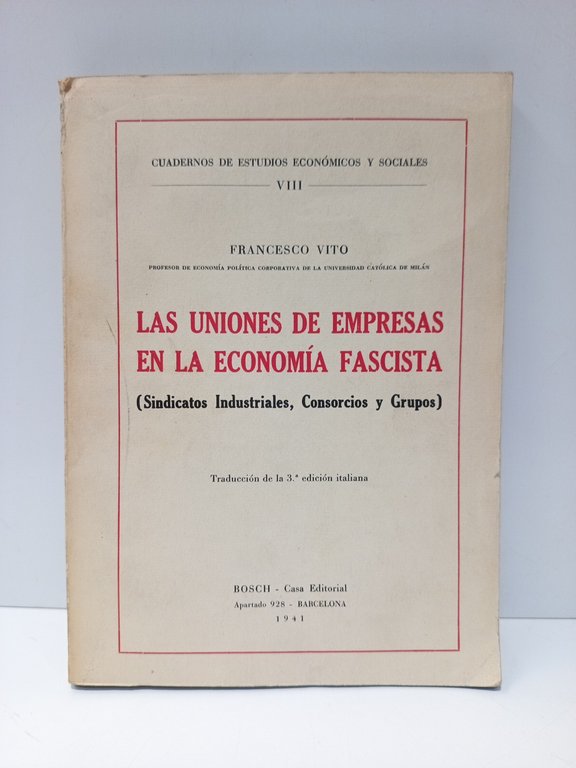 CUADERNOS DE ESTUDIOS ECONÓMICOS Y SOCIALES
VIII
FRANCESCO VITO
PROFESOR DE ECONOMÍA POLÍTICA CORPORATIVA DE LA UNIVERSIDAD CATÓLICA DE MILÁN
LAS UNIONES DE EMPRESAS
EN LA ECONOMÍA FASCISTA
(Sindicatos Industriales, Consorcios y Grupos)
Traducción de la 3.ª edición italiana
BOSCH - Casa Editorial
Apartado 928 - BARCELONA
1941